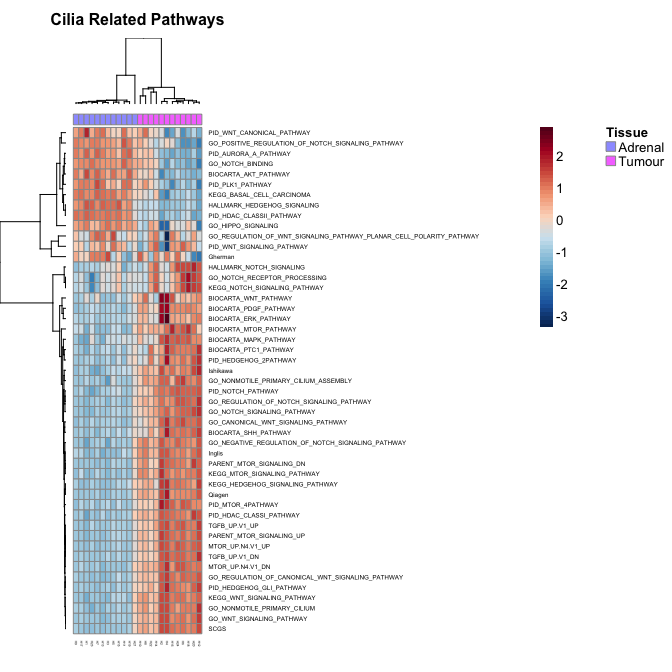 Cilia Related Pathways
PID_WNT_CANONICAL_PATHWAY
GO_POSITIVE_REGULATION_OF_NOTCH_SIGNALING_PATHWAY
PID_AURORA_A_PATHWAY
GO_NOTCH_BINDING
BIOCARTA_AKT_PATHWAY
PID_PLK1_PATHWAY
KEGG_BASAL_CELL_CARCINOMA
HALLMARK_HEDGEHOG_SIGNALING
PID_HDAC_CLASSII_PATHWAY
GO_HIPPO_SIGNALING
GO_REGULATION_OF_WNT_SIGNALING_PATHWAY_PLANAR_CELL_POLARITY_PATHWAY
PID_WNT_SIGNALING_PATHWAY
Gherman
HALLMARK_NOTCH_SIGNALING
GO_NOTCH_RECEPTOR_PROCESSING
KEGG_NOTCH_SIGNALING_PATHWAY
BIOCARTA_WNT_PATHWAY
BIOCARTA_PDGF_PATHWAY
BIOCARTA_ERK_PATHWAY
BIOCARTA_MTOR_PATHWAY
BIOCARTA_MAPK_PATHWAY
BIOCARTA_PTC1_PATHWAY
PID_HEDGEHOG_2PATHWAY
Ishikawa
GO_NONMOTILE_PRIMARY_CILIUM_ASSEMBLY
PID_NOTCH_PATHWAY
GO_REGULATION_OF_NOTCH_SIGNALING_PATHWAY
GO_NOTCH_SIGNALING_PATHWAY
GO_CANONICAL_WNT_SIGNALING_PATHWAY
BIOCARTA_SHH_PATHWAY
GO_NEGATIVE_REGULATION_OF_NOTCH_SIGNALING_PATHWAY
Inglis
PARENT_MTOR_SIGNALING_DN
KEGG_MTOR_SIGNALING_PATHWAY
KEGG_HEDGEHOG_SIGNALING_PATHWAY
Qiagen
PID_MTOR_4PATHWAY
PID_HDAC_CLASSI_PATHWAY
TGFB_UP.V1_UP
PARENT_MTOR_SIGNALING_UP
MTOR_UP.N4.V1_UP
TGFB_UP.V1_DN
MTOR_UP.N4.V1_DN
GO_REGULATION_OF_CANONICAL_WNT_SIGNALING_PATHWAY
PID_HEDGEHOG_GLI_PATHWAY
KEGG_WNT_SIGNALING_PATHWAY
GO_NONMOTILE_PRIMARY_CILIUM
GO_WNT_SIGNALING_PATHWAY
SCGS
2
1
0
-1
-2
-3
Tissue
Adrenal
Tumour